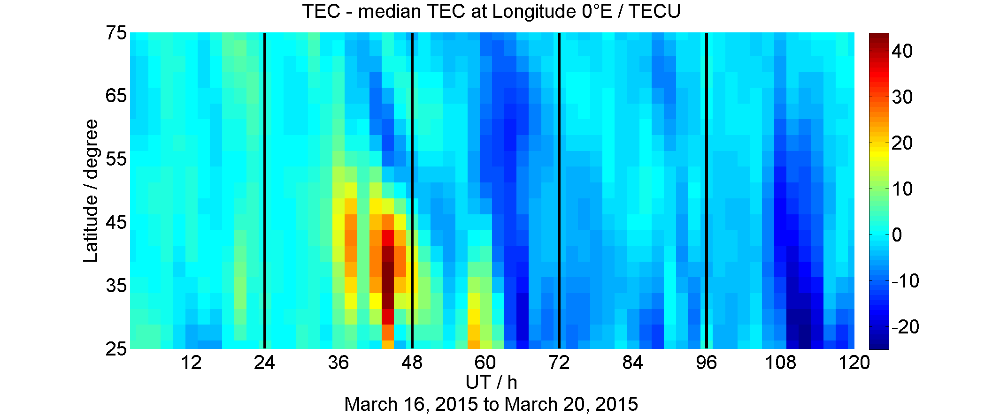 TEC - median TEC at Longitude 0°E / TECU
75
65
55
45
35
25
Latitude / degree
12 24 36 48 60 72 84 96 108 120
UT / h
March 16, 2015 to March 20, 2015
40
30
20
10
0
-10
-20